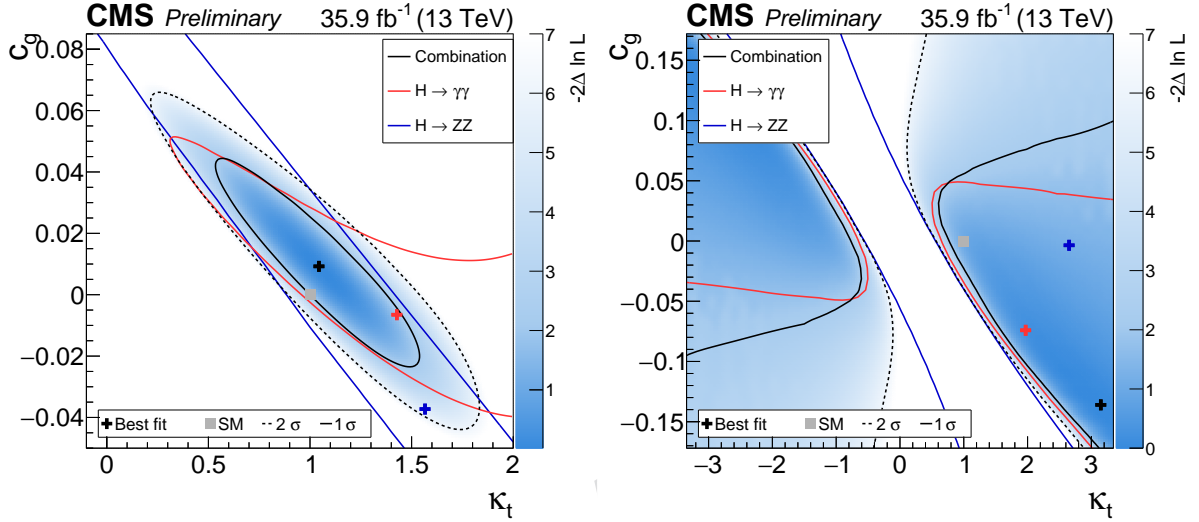 CMS Preliminary 35.9 fb⁻¹ (13 TeV)
c_g
0.08
0.06
0.04
0.02
0
−0.02
−0.04
Combination
H → γγ
H → ZZ
Best fit SM 2 σ 1 σ
0 0.5 1 1.5 2
κ_t
7
6
5
4
3
2
1
-2Δ ln L
CMS Preliminary 35.9 fb⁻¹ (13 TeV)
c_g
0.15
0.1
0.05
0
−0.05
−0.1
−0.15
Combination
H → γγ
H → ZZ
Best fit SM 2 σ 1 σ
−3 −2 −1 0 1 2 3
κ_t
7
6
5
4
3
2
1
0
-2Δ ln L